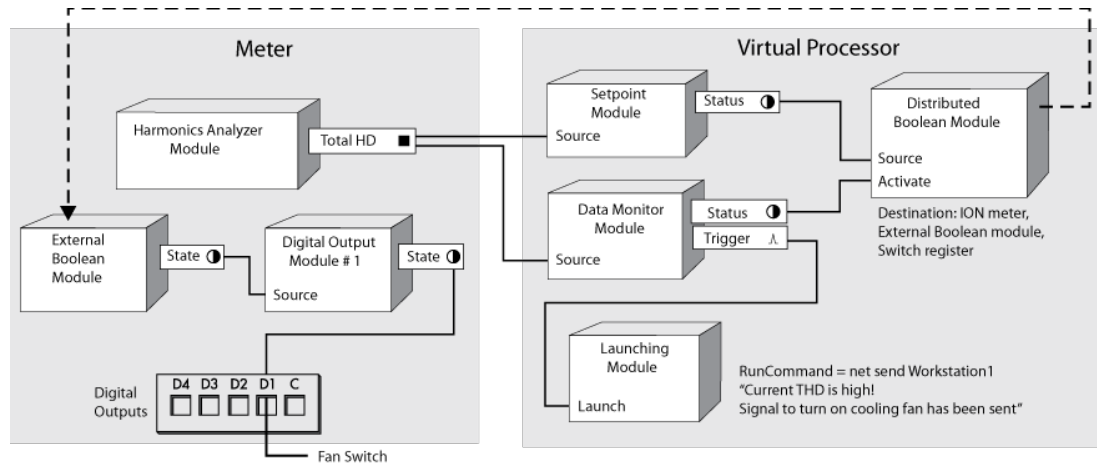 Meter
Harmonics Analyzer
Module
Total HD
External
Boolean
Module
State
Digital Output
Module # 1
Source
State
Digital
Outputs
D4 D3 D2 D1 C
Fan Switch
Virtual Processor
Setpoint
Module
Source
Status
Distributed
Boolean Module
Source
Activate
Destination: ION meter,
External Boolean module,
Switch register
Data Monitor
Module
Source
Status
Trigger
Launching
Module
Launch
RunCommand = net send Workstation1
“Current THD is high!
Signal to turn on cooling fan has been sent”